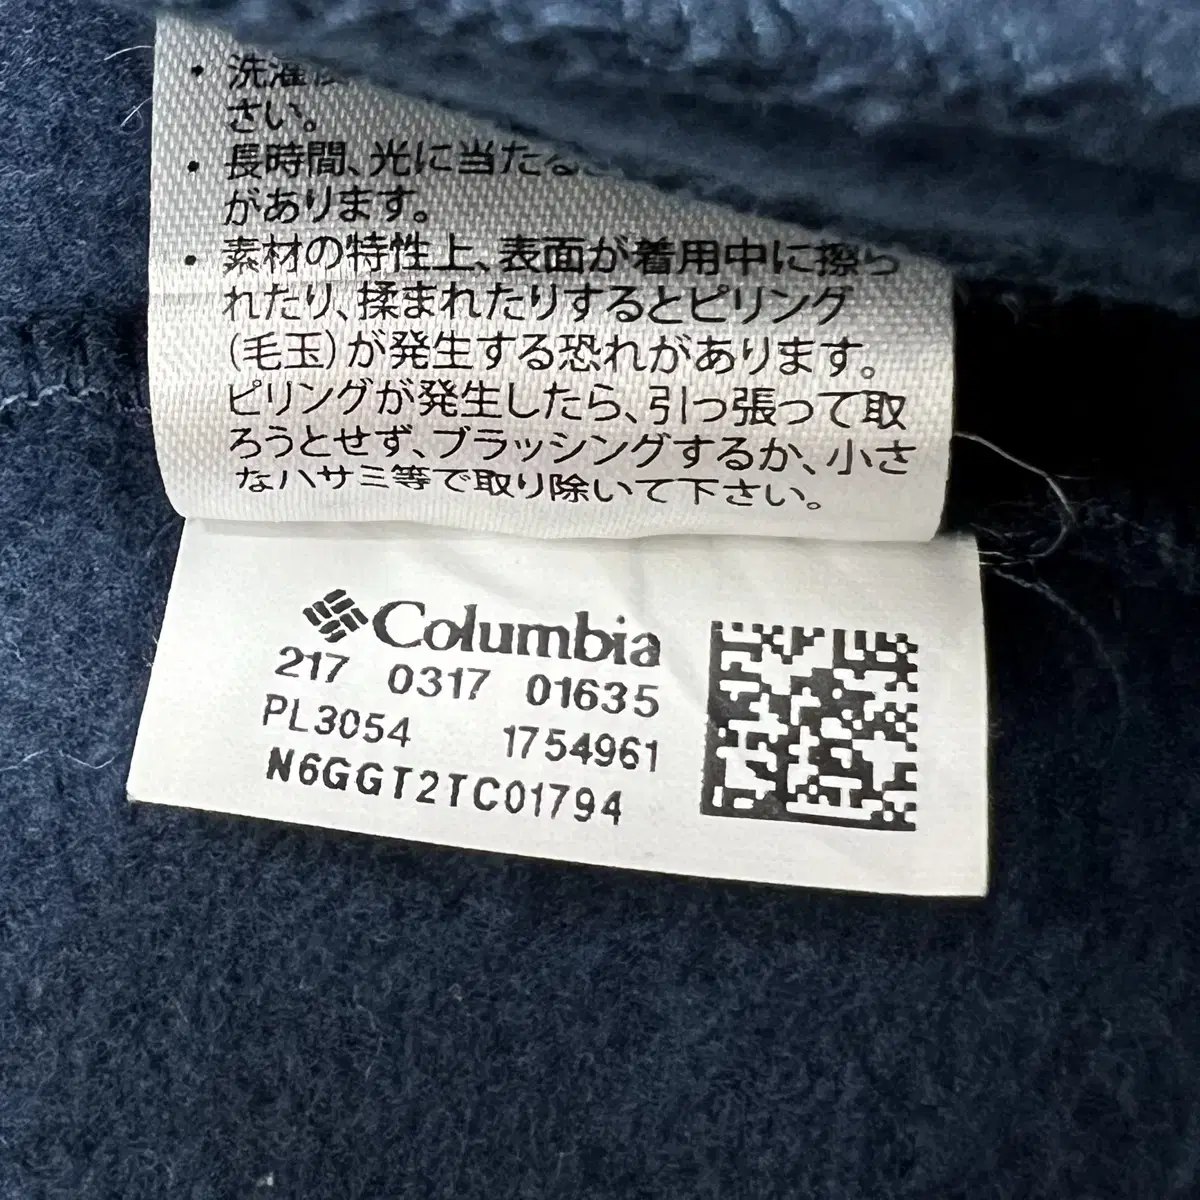 ・洗濯
さい。
・長時間、光に当たる
があります。
・素材の特性上、表面が着用中に擦ら
れたり、揉まれたりするとピリング
(毛玉)が発生する恐れがあります。
ピリングが発生したら、引っ張って取
ろうとせず、ブラッシングするか、小さ
なハサミ等で取り除いて下さい。
Columbia
217 0317 01635
PL3054 1754961
N6GGT2TC01794